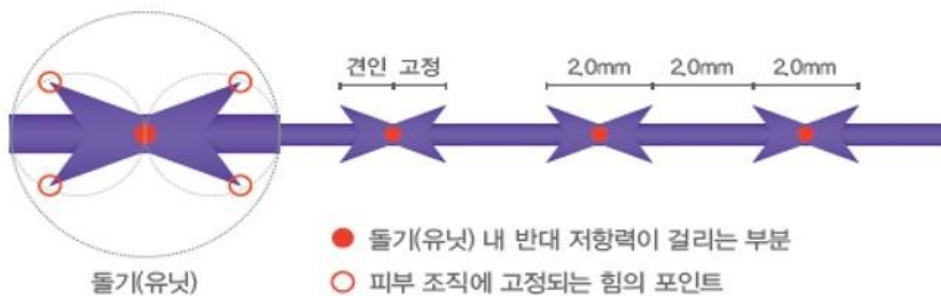 견인 고정
2.0mm 2.0mm 2.0mm
돌기(유닛) 내 반대 저항력이 걸리는 부분
피부 조직에 고정되는 힘의 포인트
돌기(유닛)